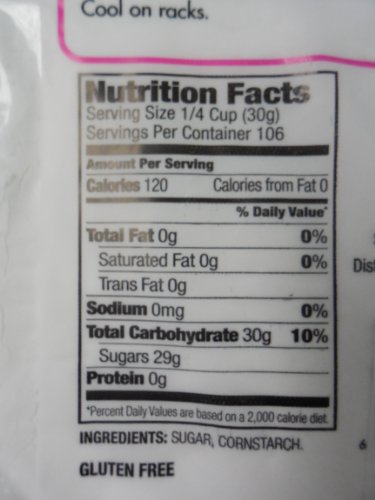 Cool on racks.
Nutrition Facts
Serving Size 1/4 Cup (30g)
Servings Per Container 106
Amount Per Serving
Calories 120 Calories from Fat 0
% Daily Value*
Total Fat 0g 0%
Saturated Fat 0g 0%
Trans Fat 0g
Sodium 0mg 0%
Total Carbohydrate 30g 10%
Sugars 29g
Protein 0g
*Percent Daily Values are based on a 2,000 calorie diet.
INGREDIENTS: SUGAR, CORNSTARCH.
GLUTEN FREE
Dist
6